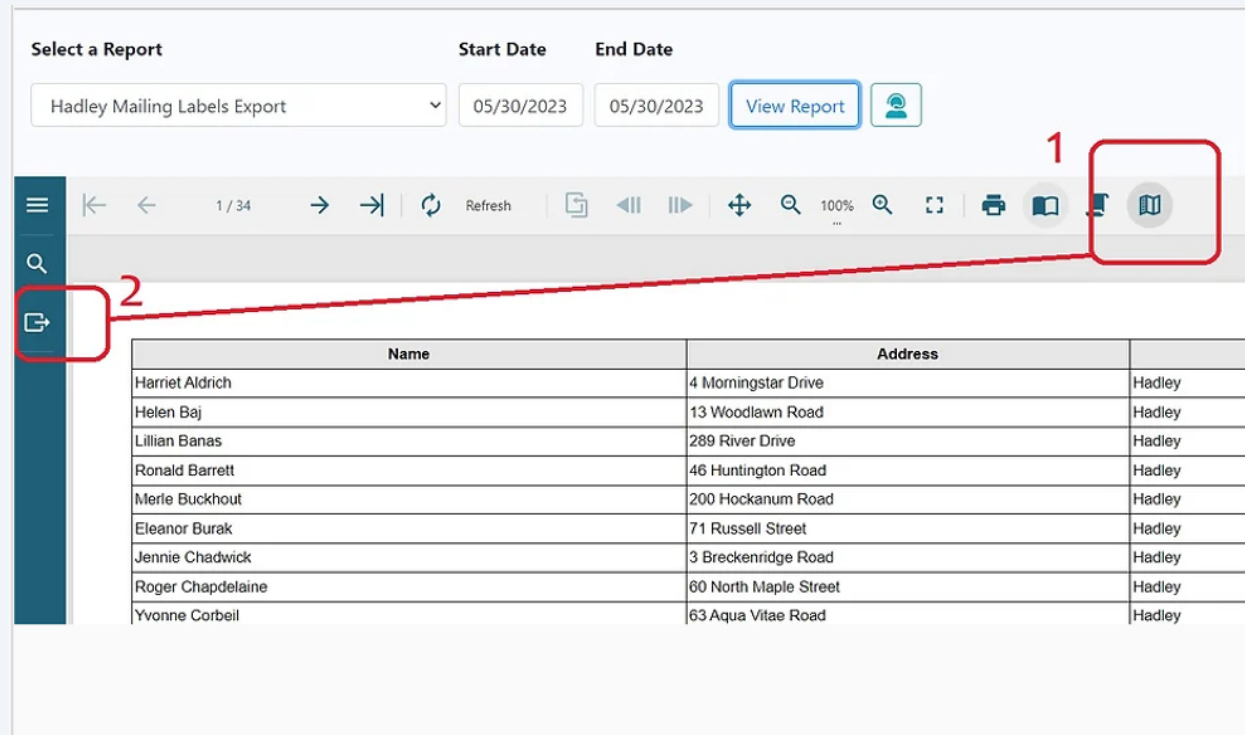 Select a Report Start Date End Date
Hadley Mailing Labels Export 05/30/2023 05/30/2023 View Report
1
1 / 34 Refresh 100%
...
2
Name Address
Harriet Aldrich 4 Morningstar Drive Hadley
Helen Baj 13 Woodlawn Road Hadley
Lillian Banas 289 River Drive Hadley
Ronald Barrett 46 Huntington Road Hadley
Merle Buckhout 200 Hockanum Road Hadley
Eleanor Burak 71 Russell Street Hadley
Jennie Chadwick 3 Breckenridge Road Hadley
Roger Chapdelaine 60 North Maple Street Hadley
Yvonne Corbeil 63 Aqua Vitae Road Hadley